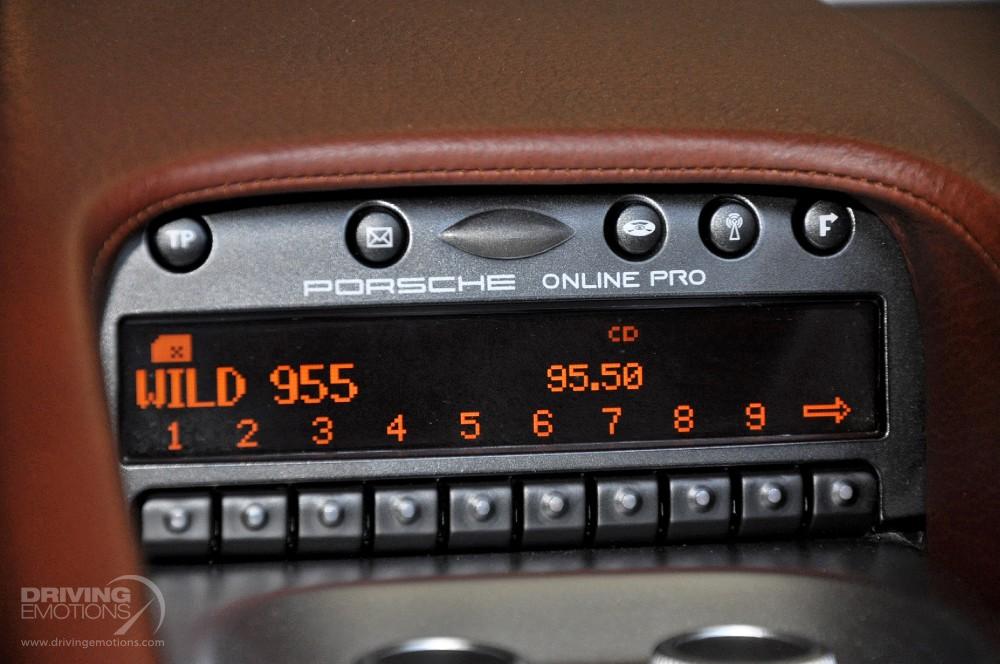 TP
F
PORSCHE ONLINE PRO
CD
WILD 955 95.50
1 2 3 4 5 6 7 8 9
DRIVING
EMOTIONS
www.drivingemotions.com